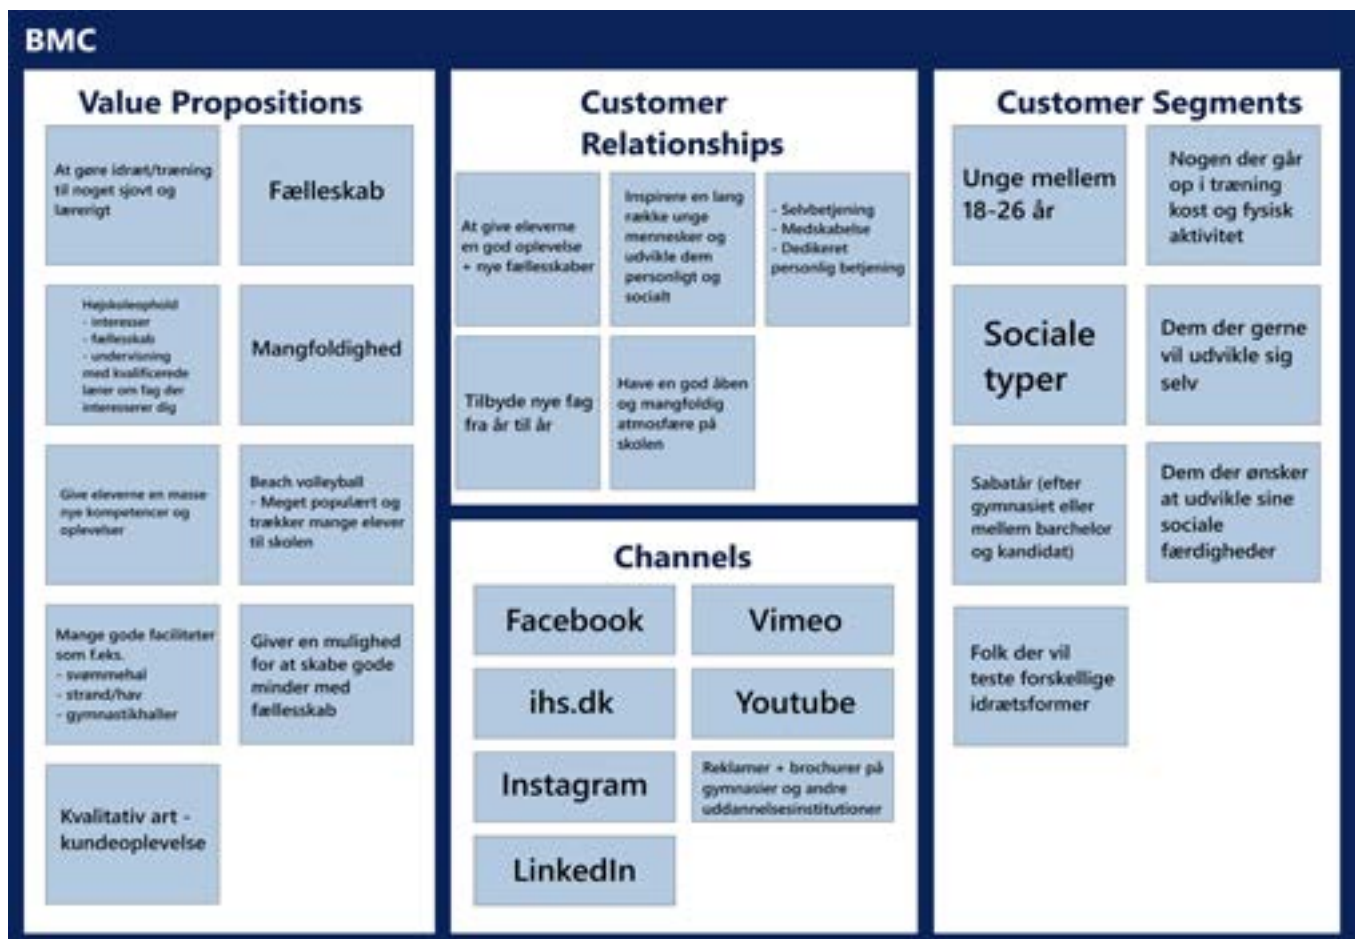 BMC
Value Propositions
At gøre idræt/træning
til noget sjovt og
lærerigt
Fælleskab
Højskoleophold
- interesser
- fællesskab
- undervisning
med kvalificerede
lærer om fag der
interesserer dig
Mangfoldighed
Give eleverne en masse
nye kompetencer og
oplevelser
Beach volleyball
- Meget populært og
trækker mange elever
til skolen
Mange gode faciliteter
som f.eks.
- svømmehal
- strand/hav
- gymnastikhaller
Giver en mulighed
for at skabe gode
minder med
fællesskab
Kvalitativ art -
kundeoplevelse
Customer
Relationships
At give eleverne
en god oplevelse
+ nye fællesskaber
Inspirere en lang
række unge
mennesker og
udvikle dem
personligt og
socialt
- Selvbetjening
- Medskabelse
- Dedikeret
personlig betjening
Tilbyde nye fag
fra år til år
Have en god åben
og mangfoldig
atmosfære på
skolen
Channels
Facebook
Vimeo
ihs.dk
Youtube
Instagram
Reklamer + brochurer på
gymnasier og andre
uddannelsesinstitutioner
LinkedIn
Customer Segments
Unge mellem
18-26 år
Nogen der går
op i træning
kost og fysisk
aktivitet
Sociale
typer
Dem der gerne
vil udvikle sig
selv
Sabatår (efter
gymnasiet eller
mellem barchelor
og kandidat)
Dem der ønsker
at udvikle sine
sociale
færdigheder
Folk der vil
teste forskellige
idrætsformer